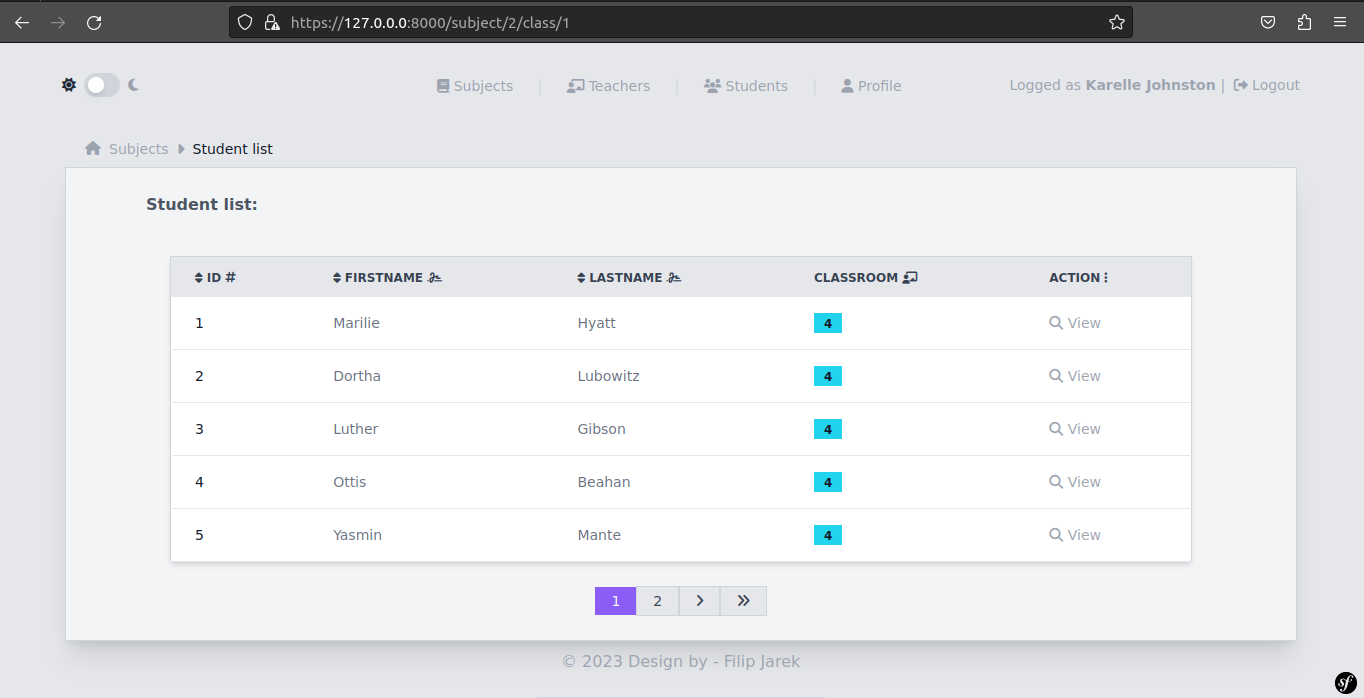 https://127.0.0.0:8000/subject/2/class/1
Subjects | Teachers | Students | Profile
Logged as Karelle Johnston | Logout
Subjects Student list
Student list:
ID # FIRSTNAME LASTNAME CLASSROOM ACTION
1 Marilie Hyatt 4 View
2 Dortha Lubowitz 4 View
3 Luther Gibson 4 View
4 Ottis Beahan 4 View
5 Yasmin Mante 4 View
1 2 > »
© 2023 Design by - Filip Jarek
sf